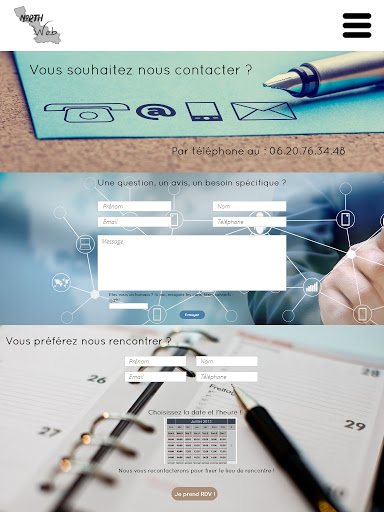 NORTH
Web
Vous souhaitez nous contacter ?
Par téléphone au : 06.20.76.34.48
Une question, un avis, un besoin spécifique ?
Prénom
Nom
Email
Téléphone
Message
Envoyer
Vous préférez nous rencontrer ?
Prénom
Nom
Email
Téléphone
Choisissez la date et l'heure !
Juillet 2017
Nous vous recontacterons pour fixer le lieu de rencontre !
Je prend RDV !
26
27
28
29
30
Freitag